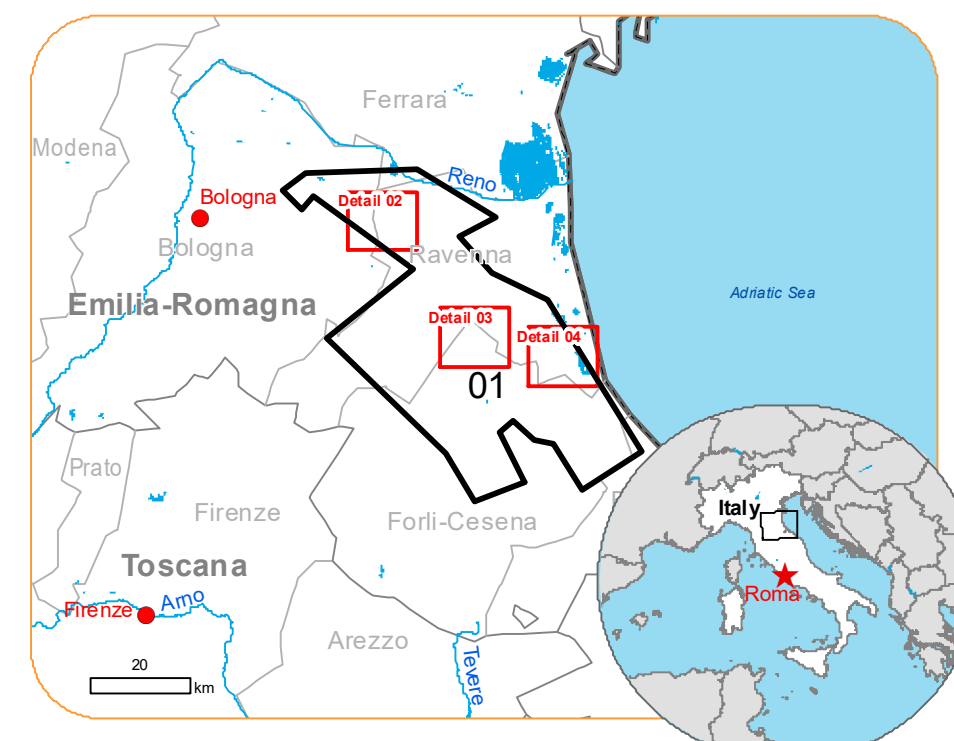 Ferrara
Modena
Reno
Bologna
Detail 02
Bologna
Ravenna
Adriatic Sea
Emilia-Romagna
Detail 03
Detail 04
01
Prato
Italy
Firenze
Forli-Cesena
Toscana
Roma
Firenze
Arno
Arezzo
Tevere
20
km